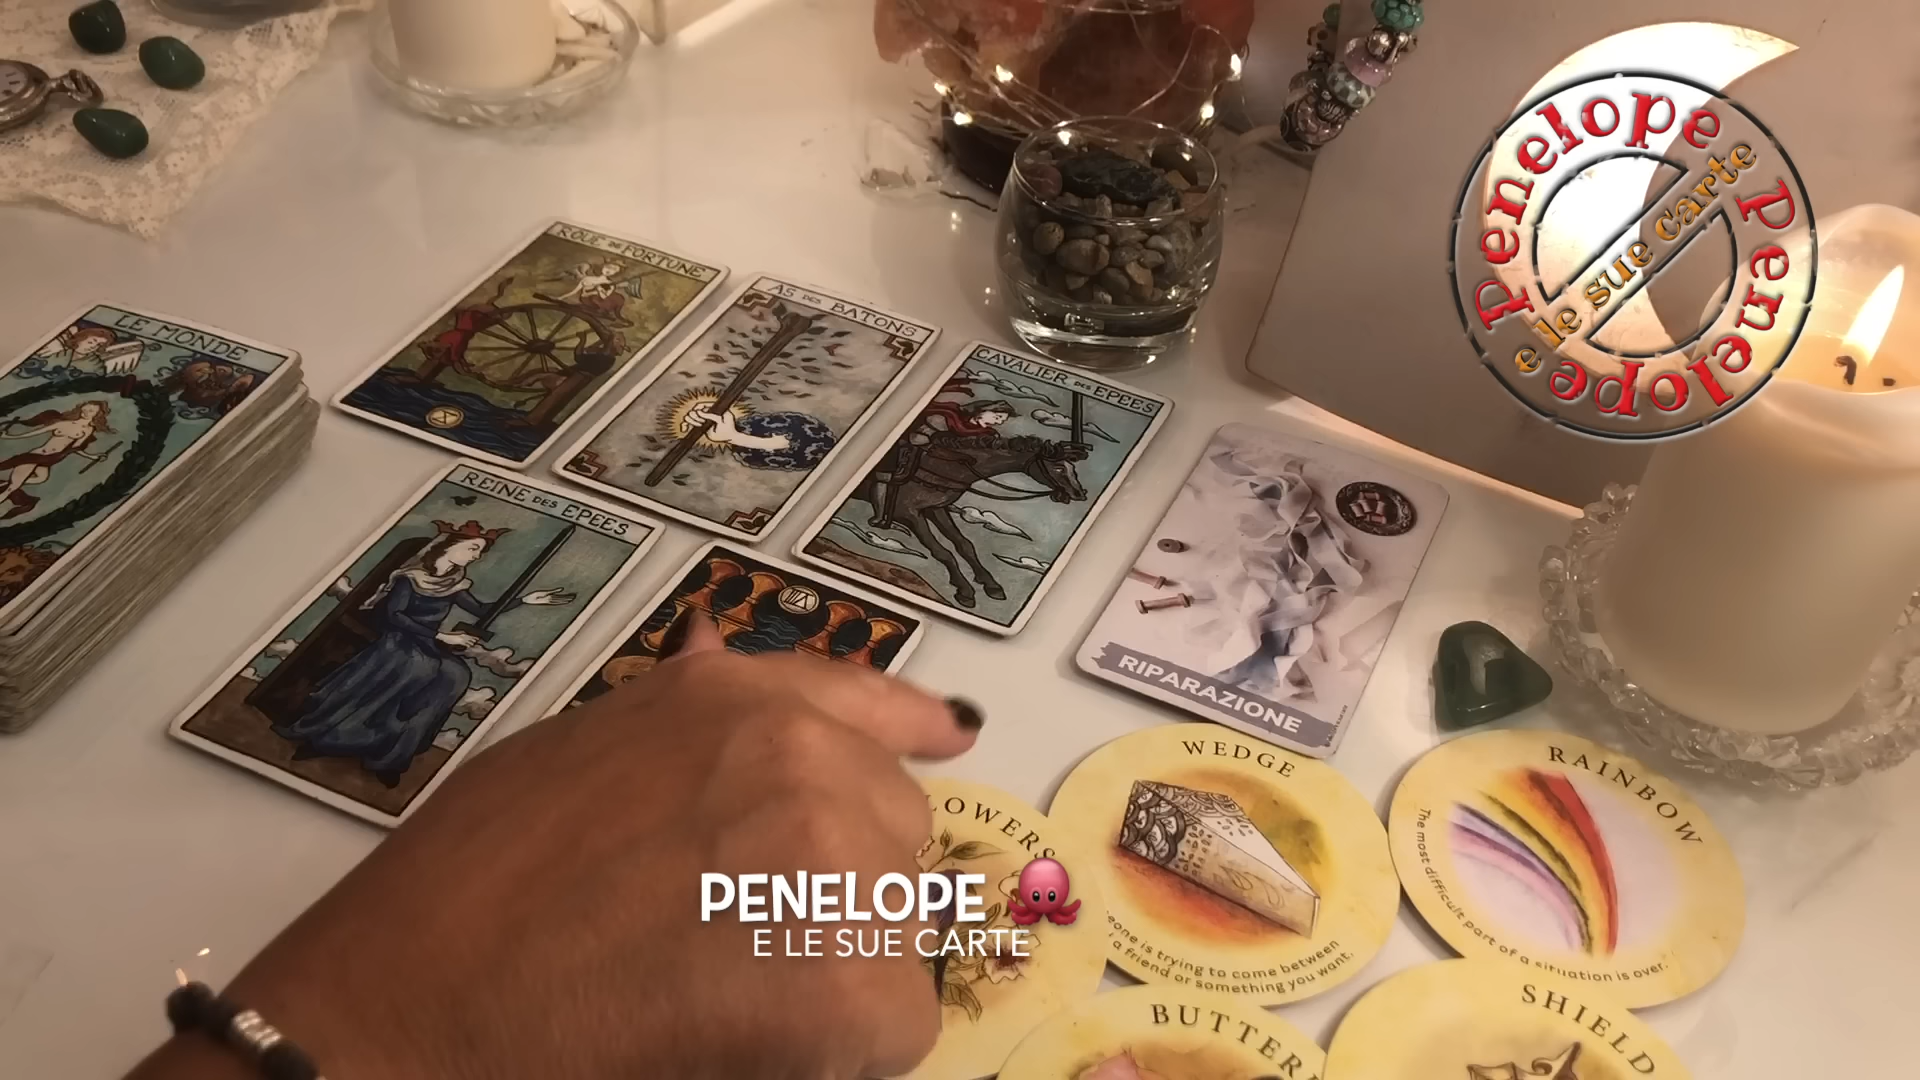 Penelope Penelope
e le sue carte
LE MONDE
ROUE DE FORTUNE
X
AS DES BATONS
CAVALIER DES EPEES
REINE DES EPEES
RIPARAZIONE
WEDGE
eone is trying to come between
a friend or something you want.
RAINBOW
The most difficult part of a situation is over.
LOWERS
BUTTER
SHIELD
PENELOPE
E LE SUE CARTE